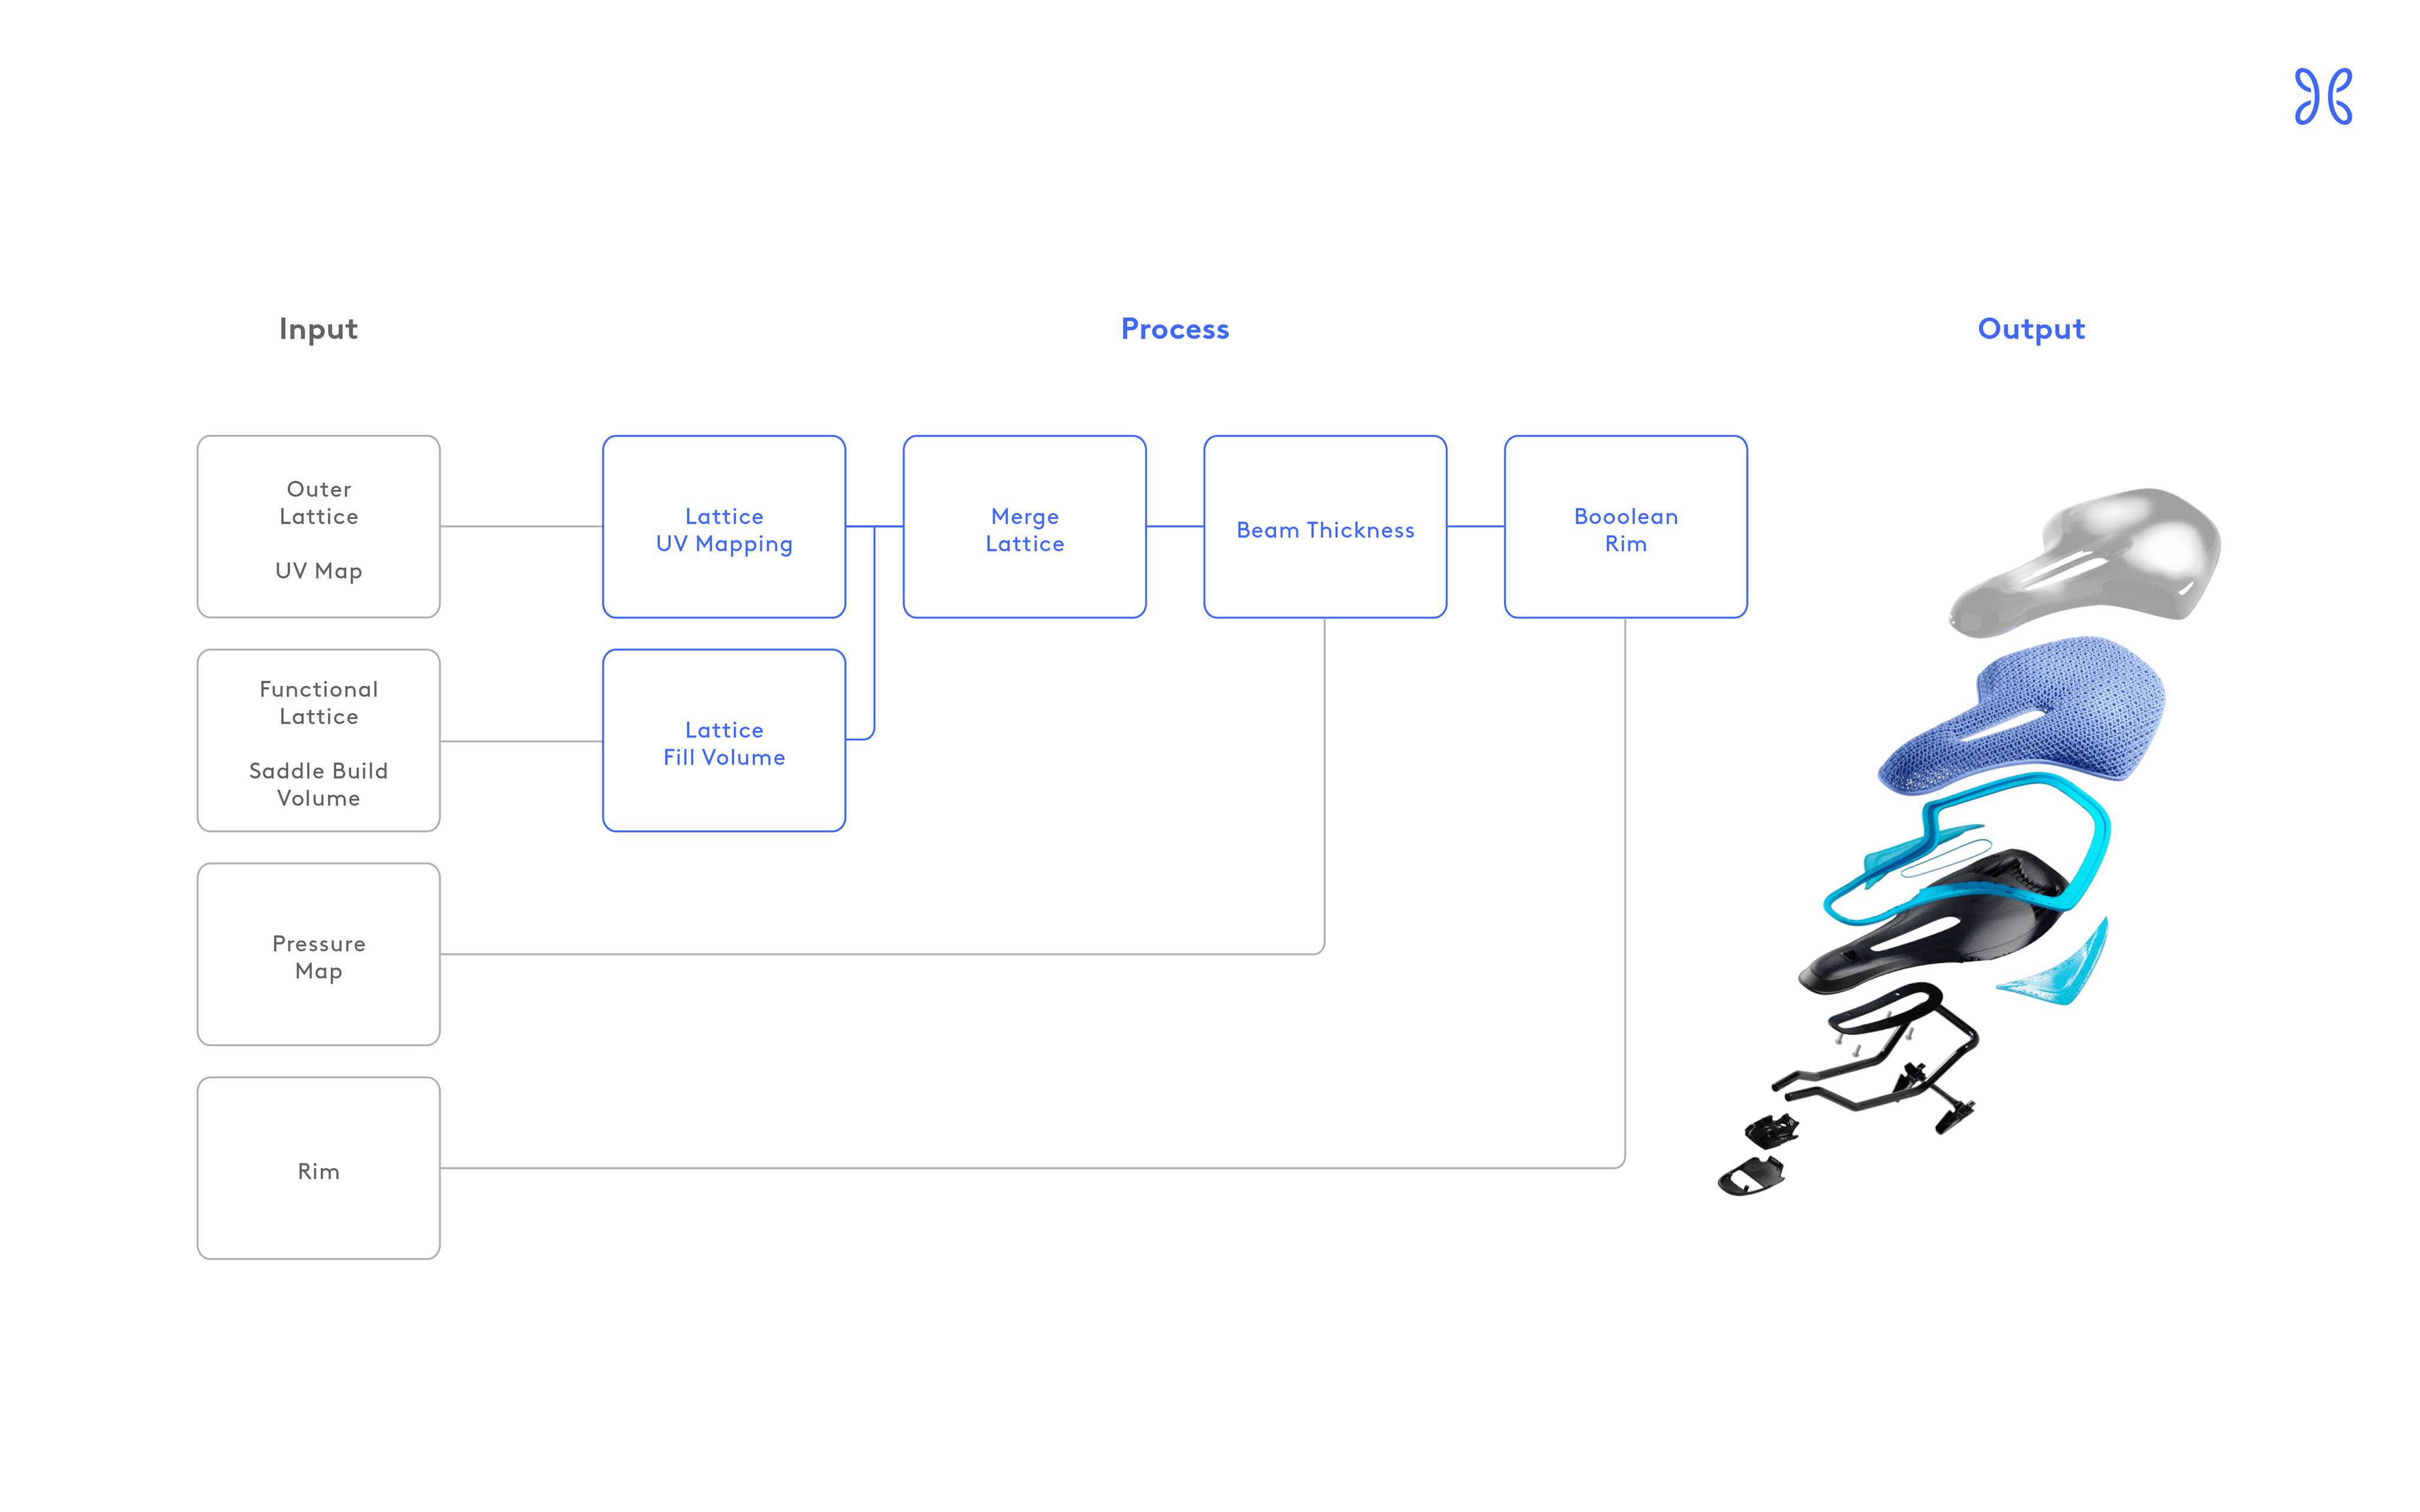 Input
Process
Output
Outer
Lattice
UV Map
Lattice
UV Mapping
Merge
Lattice
Beam Thickness
Booolean
Rim
Functional
Lattice
Saddle Build
Volume
Lattice
Fill Volume
Pressure
Map
Rim